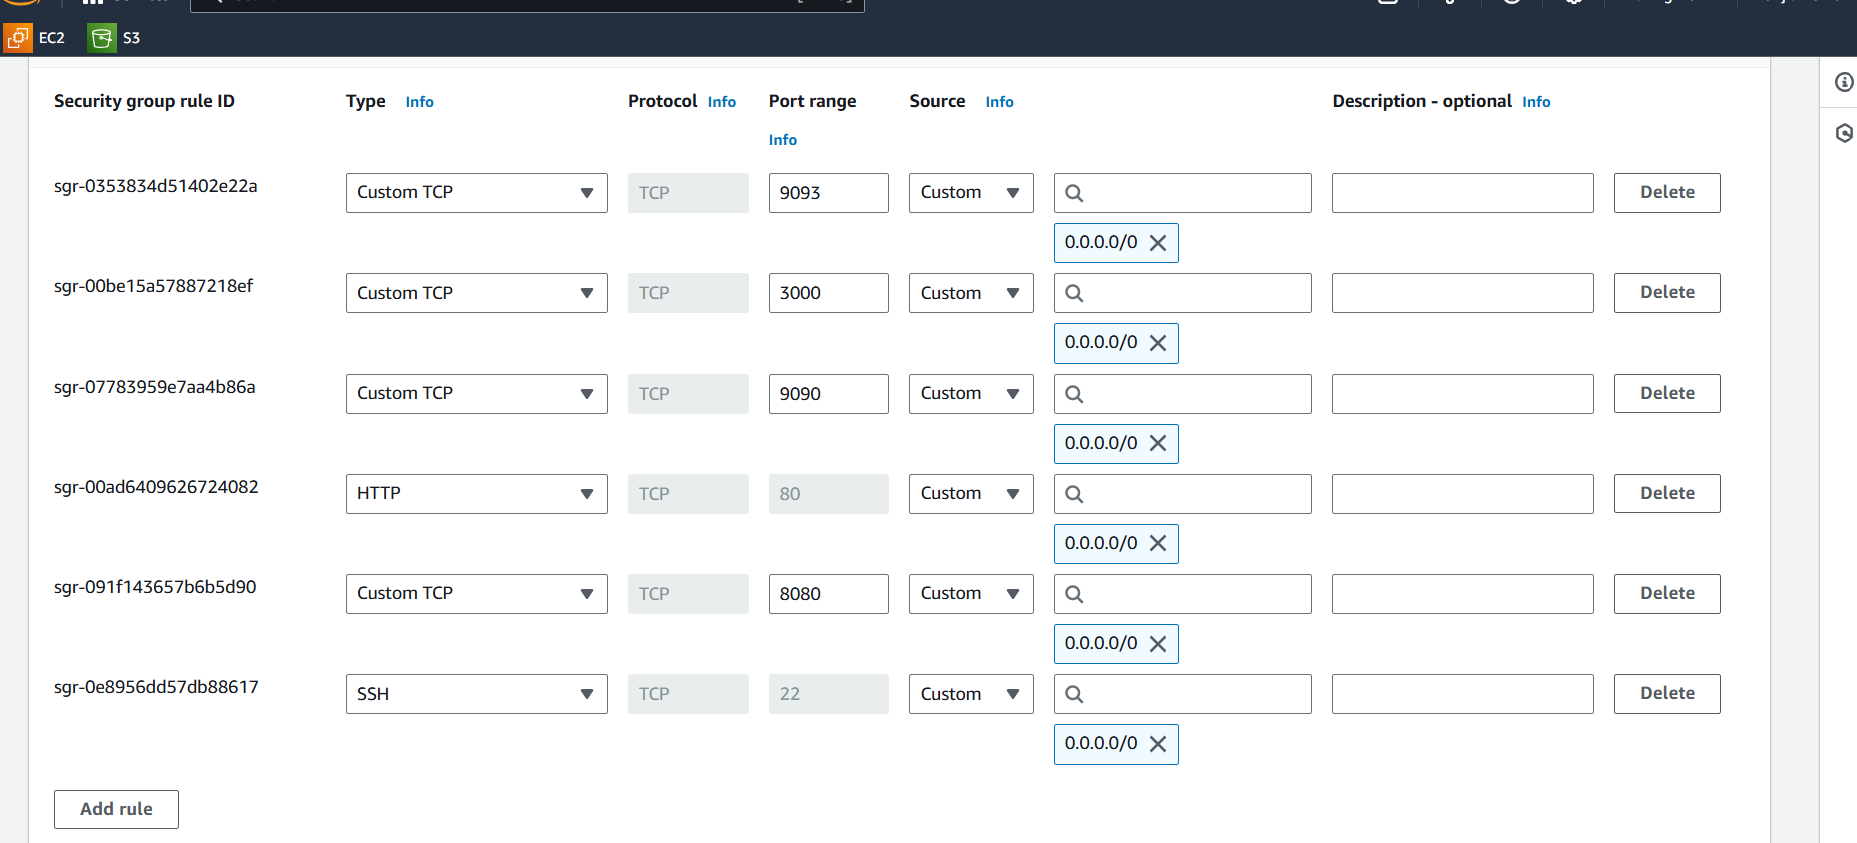 EC2 S3
Security group rule ID Type Info Protocol Info Port range Source Info Description - optional Info
Info
sgr-0353834d51402e22a Custom TCP TCP 9093 Custom Delete
0.0.0.0/0
sgr-00be15a57887218ef Custom TCP TCP 3000 Custom Delete
0.0.0.0/0
sgr-07783959e7aa4b86a Custom TCP TCP 9090 Custom Delete
0.0.0.0/0
sgr-00ad6409626724082 HTTP TCP 80 Custom Delete
0.0.0.0/0
sgr-091f143657b6b5d90 Custom TCP TCP 8080 Custom Delete
0.0.0.0/0
sgr-0e8956dd57db88617 SSH TCP 22 Custom Delete
0.0.0.0/0
Add rule